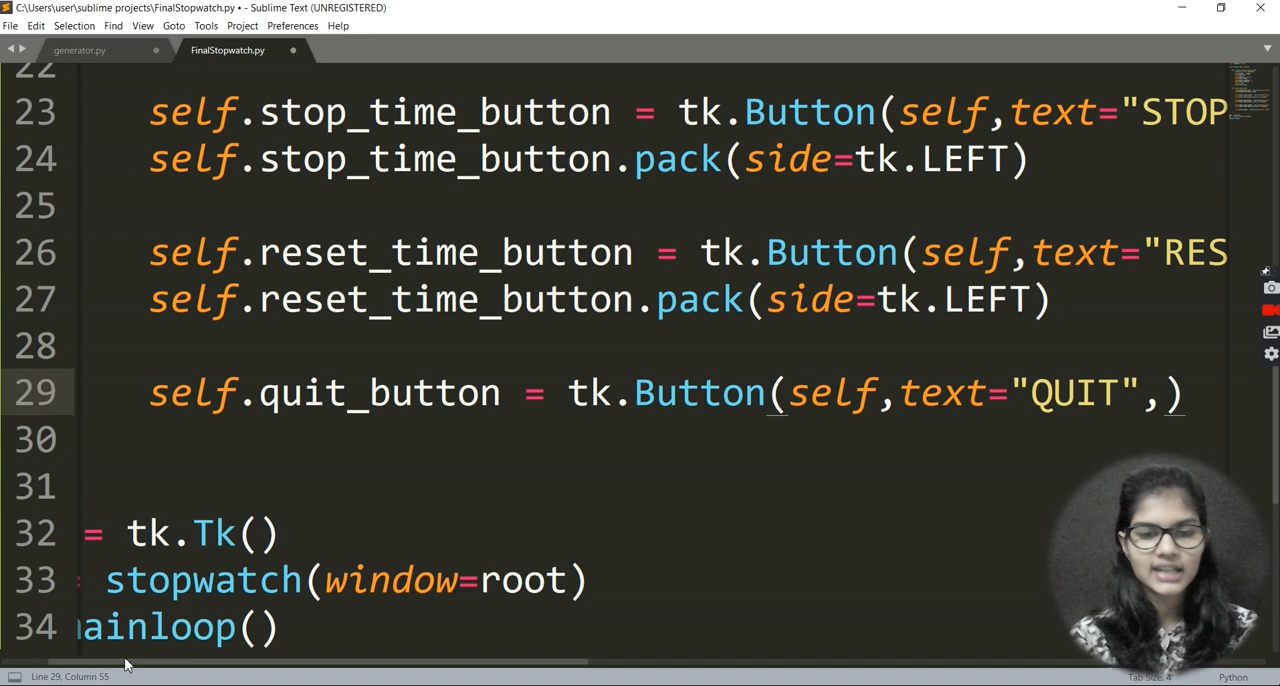 C:\Users\user\sublime projects\FinalStopwatch.py • - Sublime Text (UNREGISTERED)
File Edit Selection Find View Goto Tools Project Preferences Help
generator.py FinalStopwatch.py
22
23 self.stop_time_button = tk.Button(self,text="STOP
24 self.stop_time_button.pack(side=tk.LEFT)
25
26 self.reset_time_button = tk.Button(self,text="RES
27 self.reset_time_button.pack(side=tk.LEFT)
28
29 self.quit_button = tk.Button(self,text="QUIT",)
30
31
32 = tk.Tk()
33 = stopwatch(window=root)
34 ainloop()
Line 29, Column 55 Tab Size: 4 Python